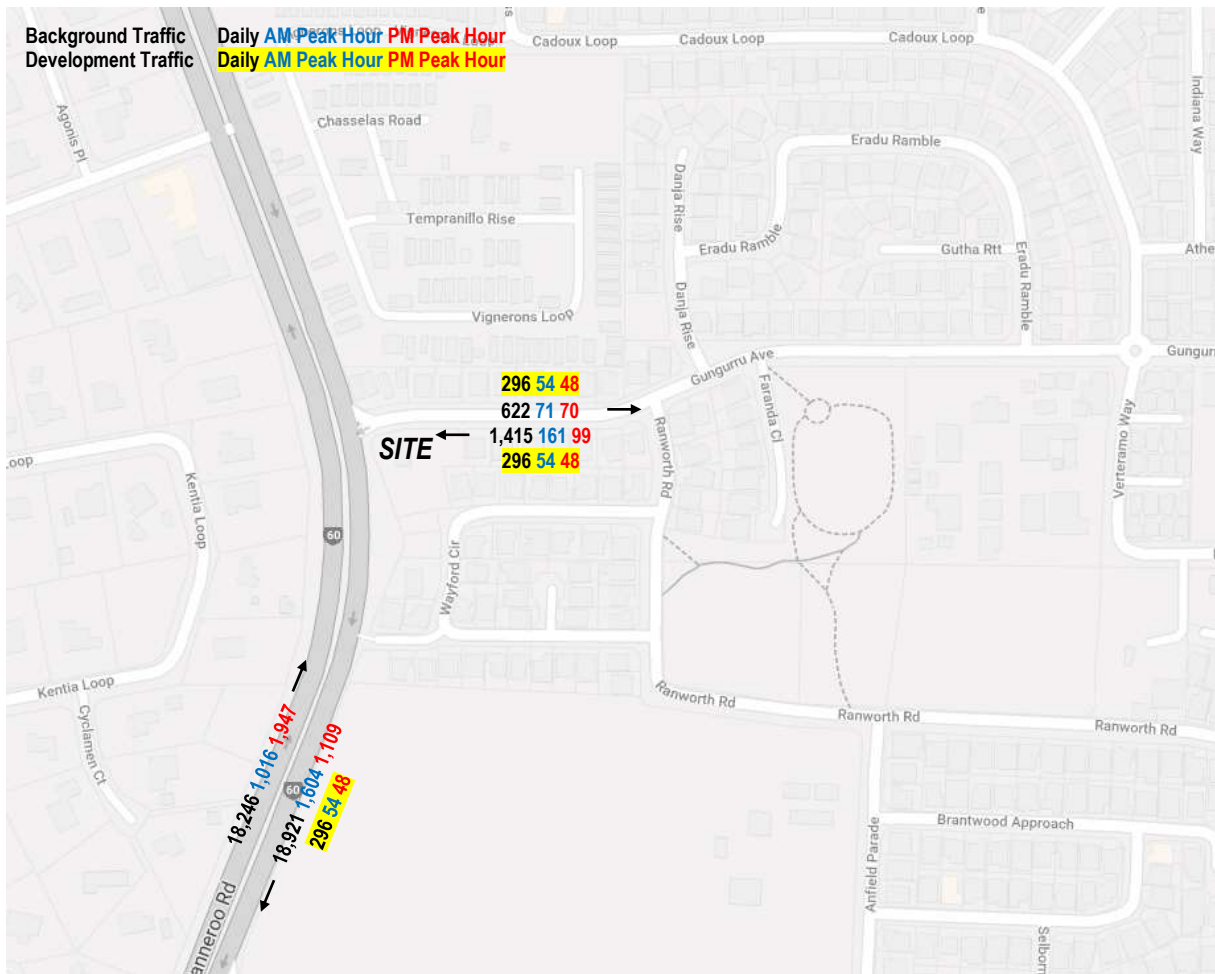 Background Traffic Daily AM Peak Hour PM Peak Hour
Development Traffic Daily AM Peak Hour PM Peak Hour
Cadoux Loop
Cadoux Loop
Cadoux Loop
Indiana Way
Agonis Pl
Chasselas Road
Eradu Ramble
Danja Rise
Tempranillo Rise
Eradu Ramble
Gutha Rtt
Eradu Ramble
Athe
Danja Rise
Vignerons Loop
Gungurru Ave
Gungurr
296 54 48
622 71 70
1,415 161 99
296 54 48
SITE
Faranda Cl
Ranworth Rd
Verteramo Way
oop
Kentia Loop
60
Wayford Cir
Kentia Loop
Cyclamen Ct
Ranworth Rd
Ranworth Rd
Ranworth Rd
18,246 1,016 1,947
18,921 1,604 1,109
296 54 48
60
Brantwood Approach
Anfield Parade
anneroo Rd
Selborn